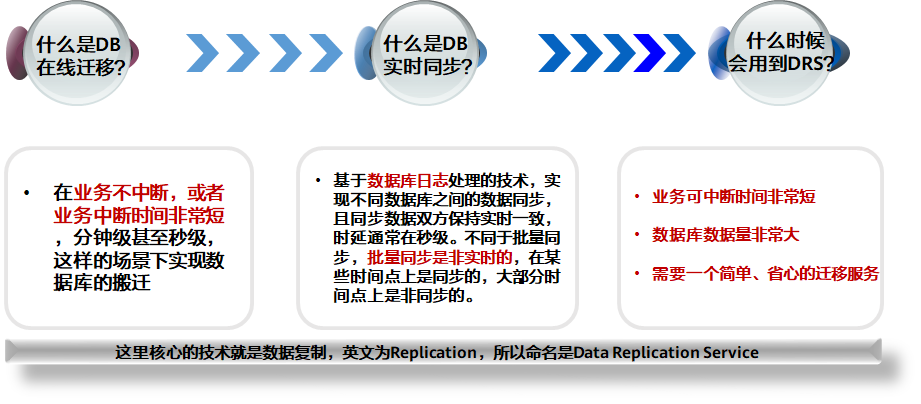 什么是DB
在线迁移?
什么是DB
实时同步?
什么时候
会用到DRS?
• 在业务不中断，或者
业务中断时间非常短
，分钟级甚至秒级，
这样的场景下实现数
据库的搬迁
• 基于数据库日志处理的技术，实
现不同数据库之间的数据同步，
且同步数据双方保持实时一致，
时延通常在秒级。不同于批量同
步，批量同步是非实时的，在某
些时间点上是同步的，大部分时
间点上是非同步的。
• 业务可中断时间非常短
• 数据库数据量非常大
• 需要一个简单、省心的迁移服务
这里核心的技术就是数据复制，英文为Replication，所以命名是Data Replication Service